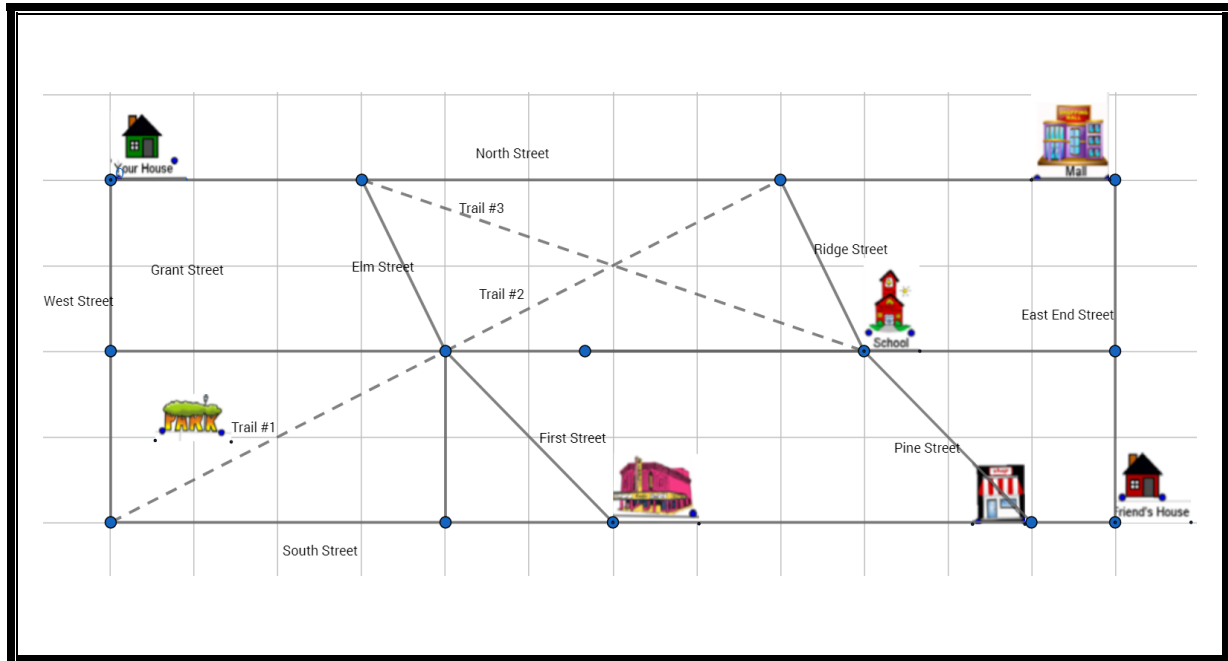 North Street
Your House
Mall
Trail #3
Ridge Street
Grant Street
Elm Street
Trail #2
West Street
East End Street
School
PARK
Trail #1
First Street
Pine Street
Friend's House
South Street